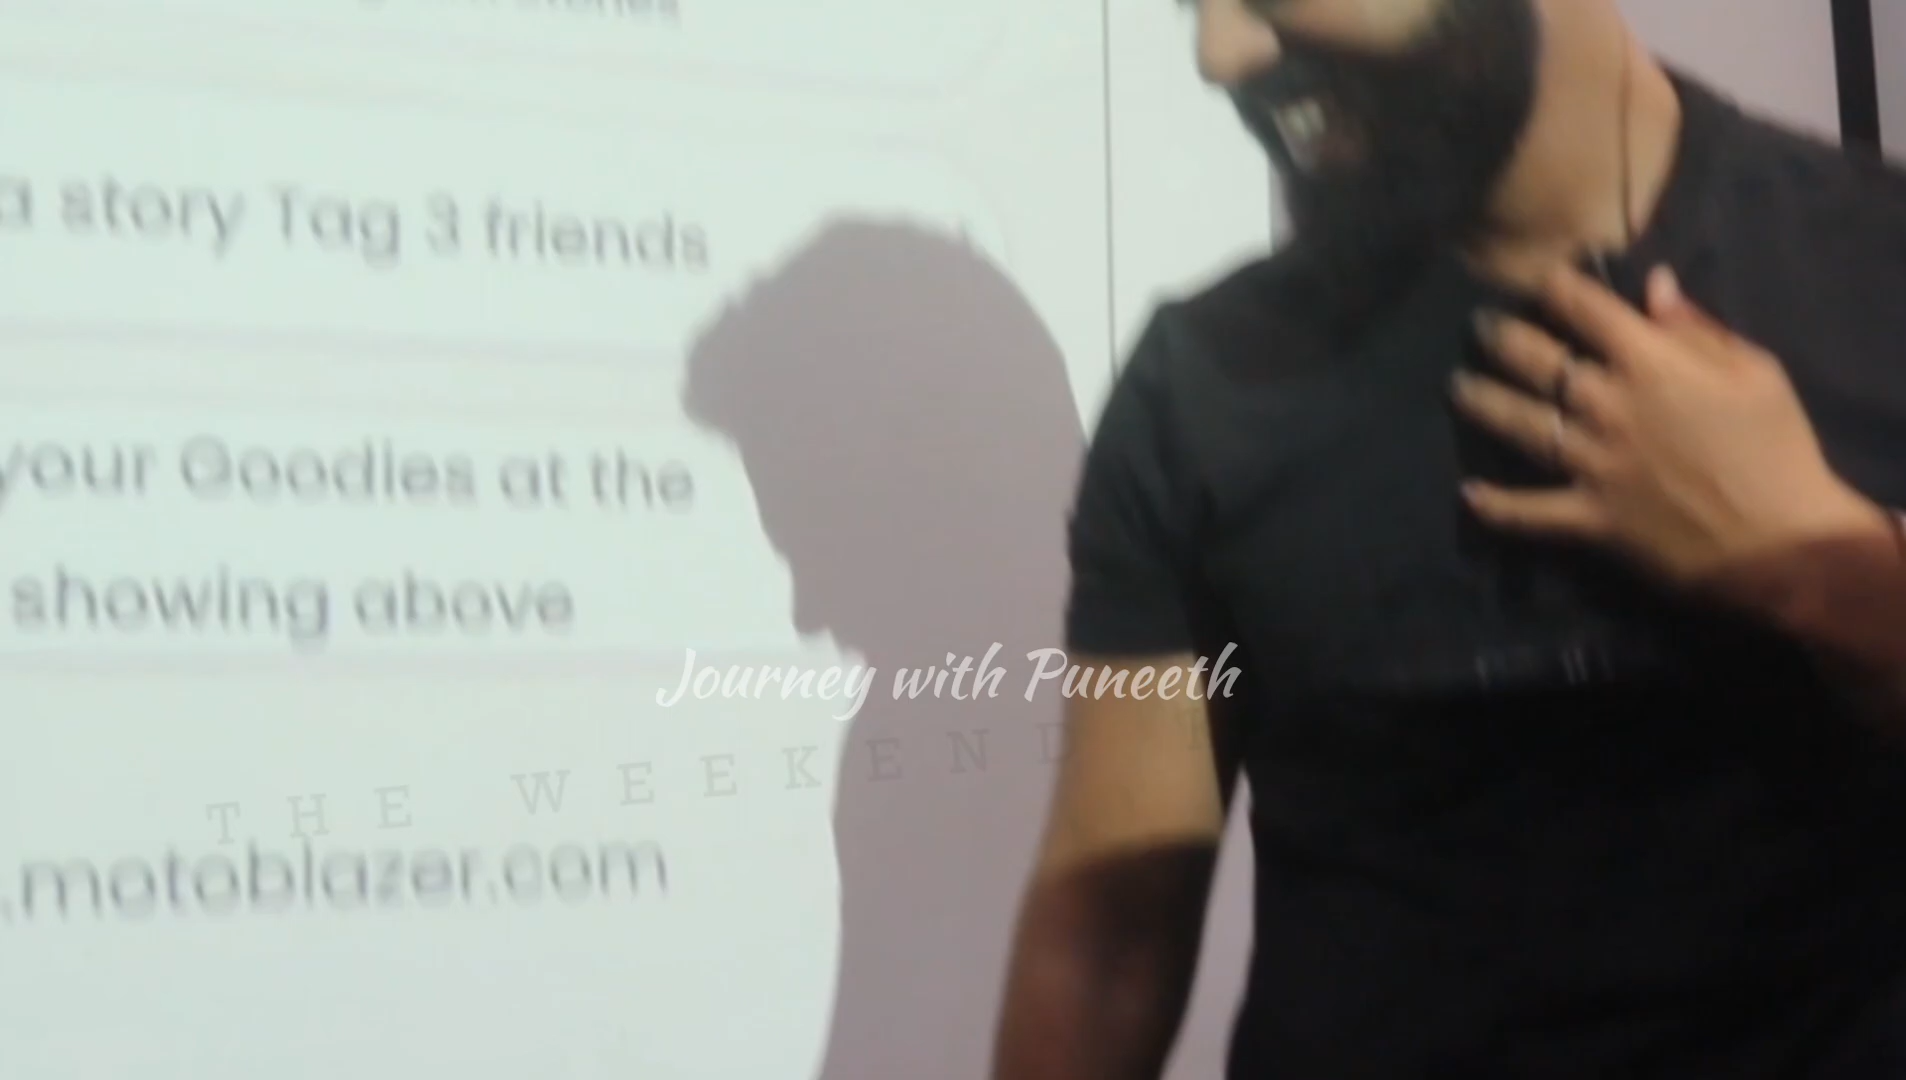 a story Tag 3 friends
your Goodies at the
showing above
Journey with Puneeth
THE WEEKEND
.motoblazer.com